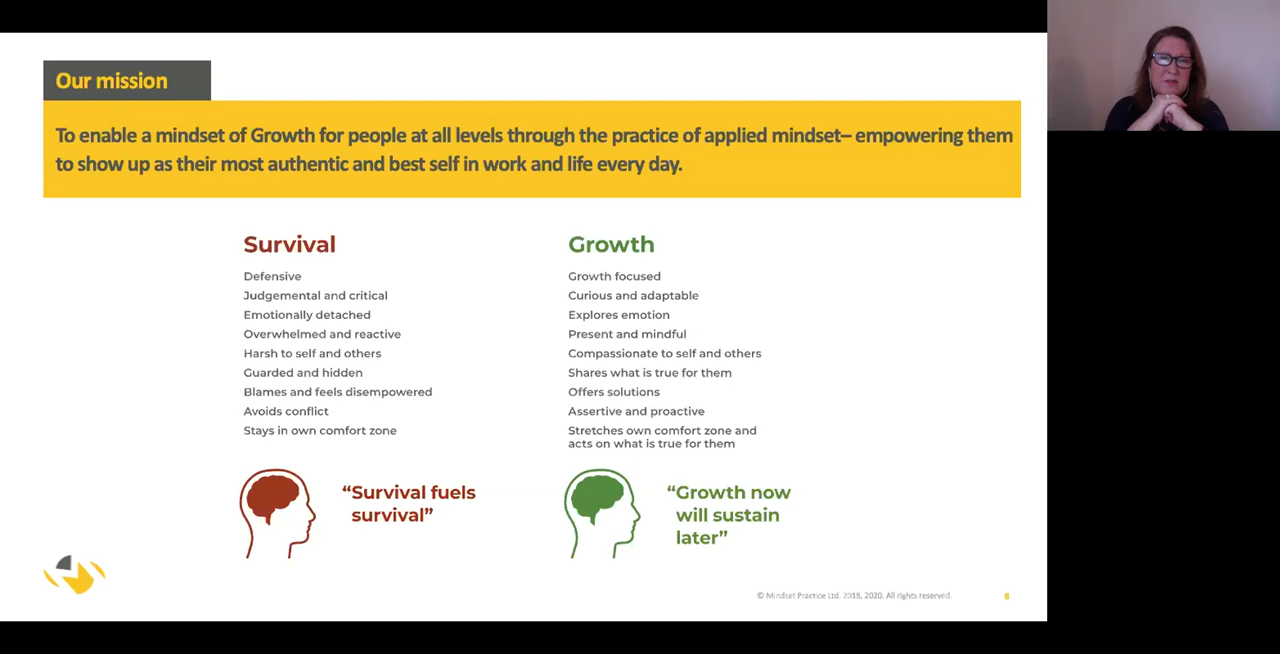 Our mission
To enable a mindset of Growth for people at all levels through the practice of applied mindset– empowering them
to show up as their most authentic and best self in work and life every day.
Survival
Defensive
Judgemental and critical
Emotionally detached
Overwhelmed and reactive
Harsh to self and others
Guarded and hidden
Blames and feels disempowered
Avoids conflict
Stays in own comfort zone
“Survival fuels
survival”
Growth
Growth focused
Curious and adaptable
Explores emotion
Present and mindful
Compassionate to self and others
Shares what is true for them
Offers solutions
Assertive and proactive
Stretches own comfort zone and
acts on what is true for them
“Growth now
will sustain
later”
© Mindset Practice Ltd. 2018, 2020. All rights reserved.
8